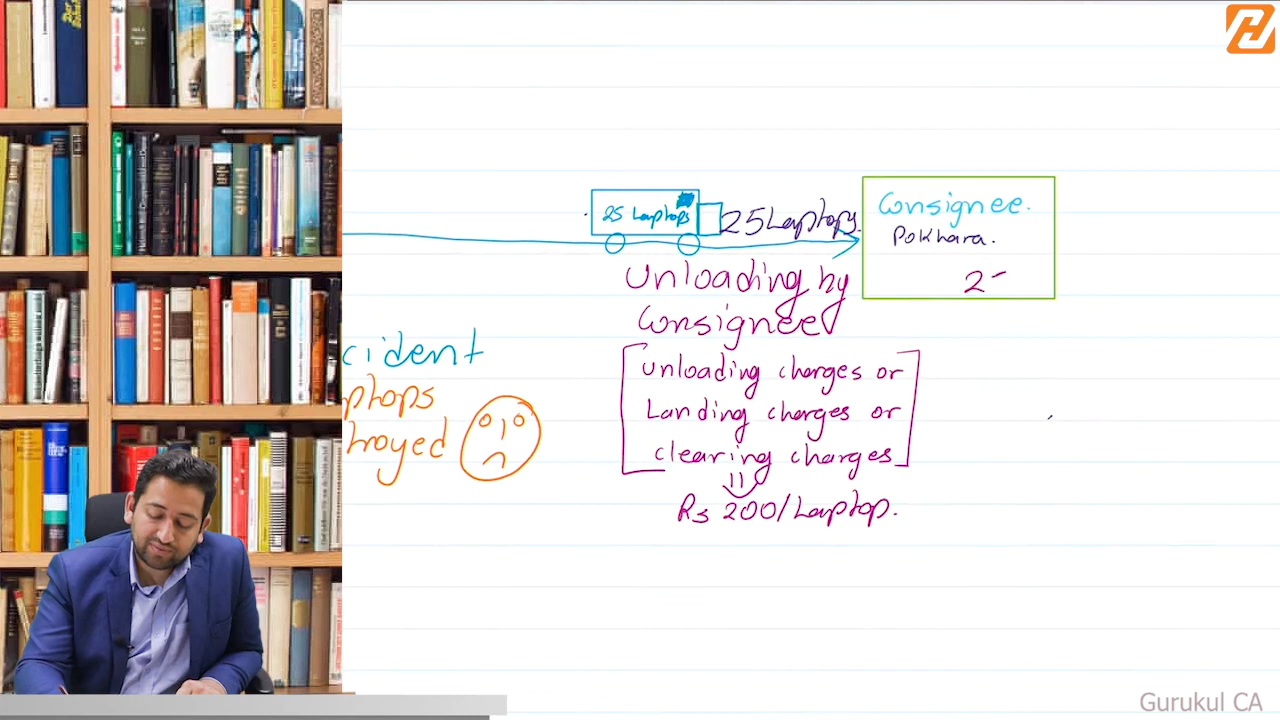 25 Laptops
25 Laptops.
Consignee.
Pokhara.
2
Unloading by
Consignee
cident
ptops
troyed
unloading charges or
Landing charges or
clearing charges
Rs 200/Laptop.
Gurukul CA